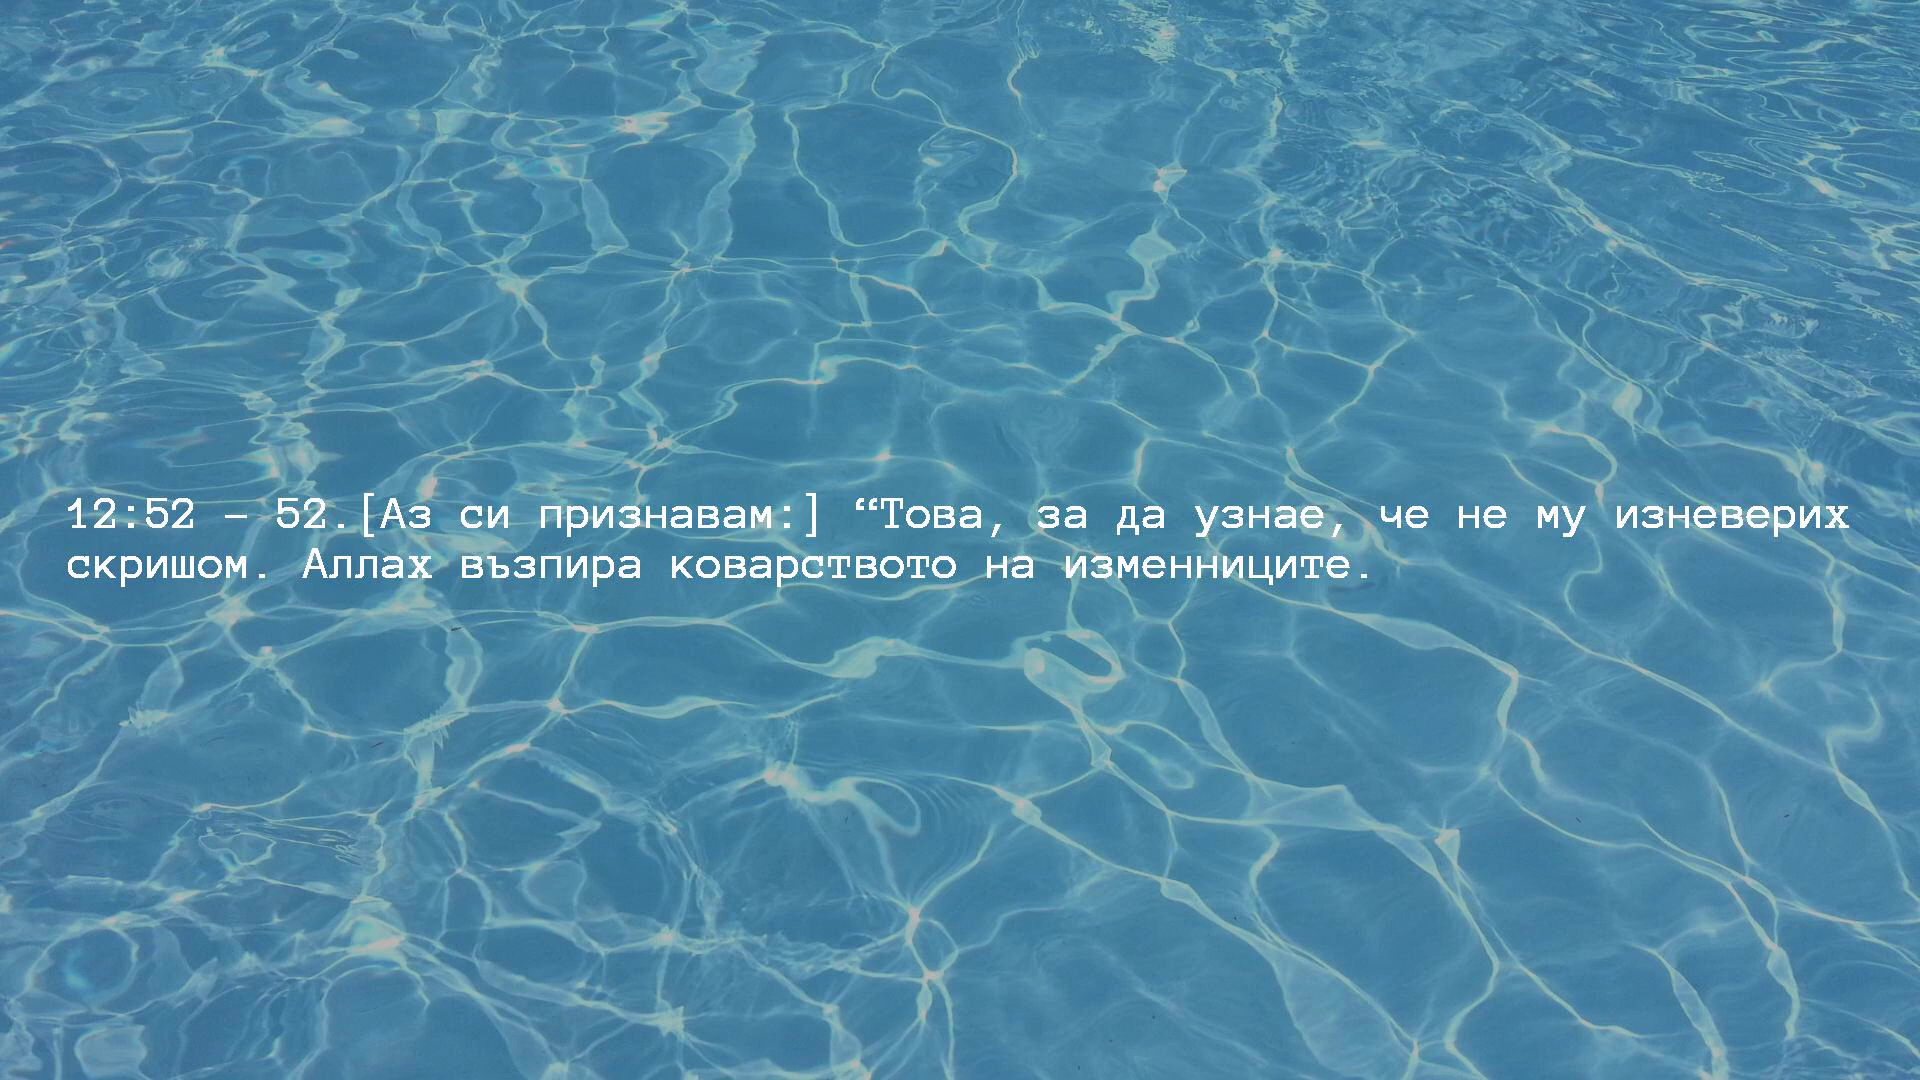 12:52 – 52.[Аз си признавам:] “Това, за да узнае, че не му изневерих
скришом. Аллах възпира коварството на изменниците.